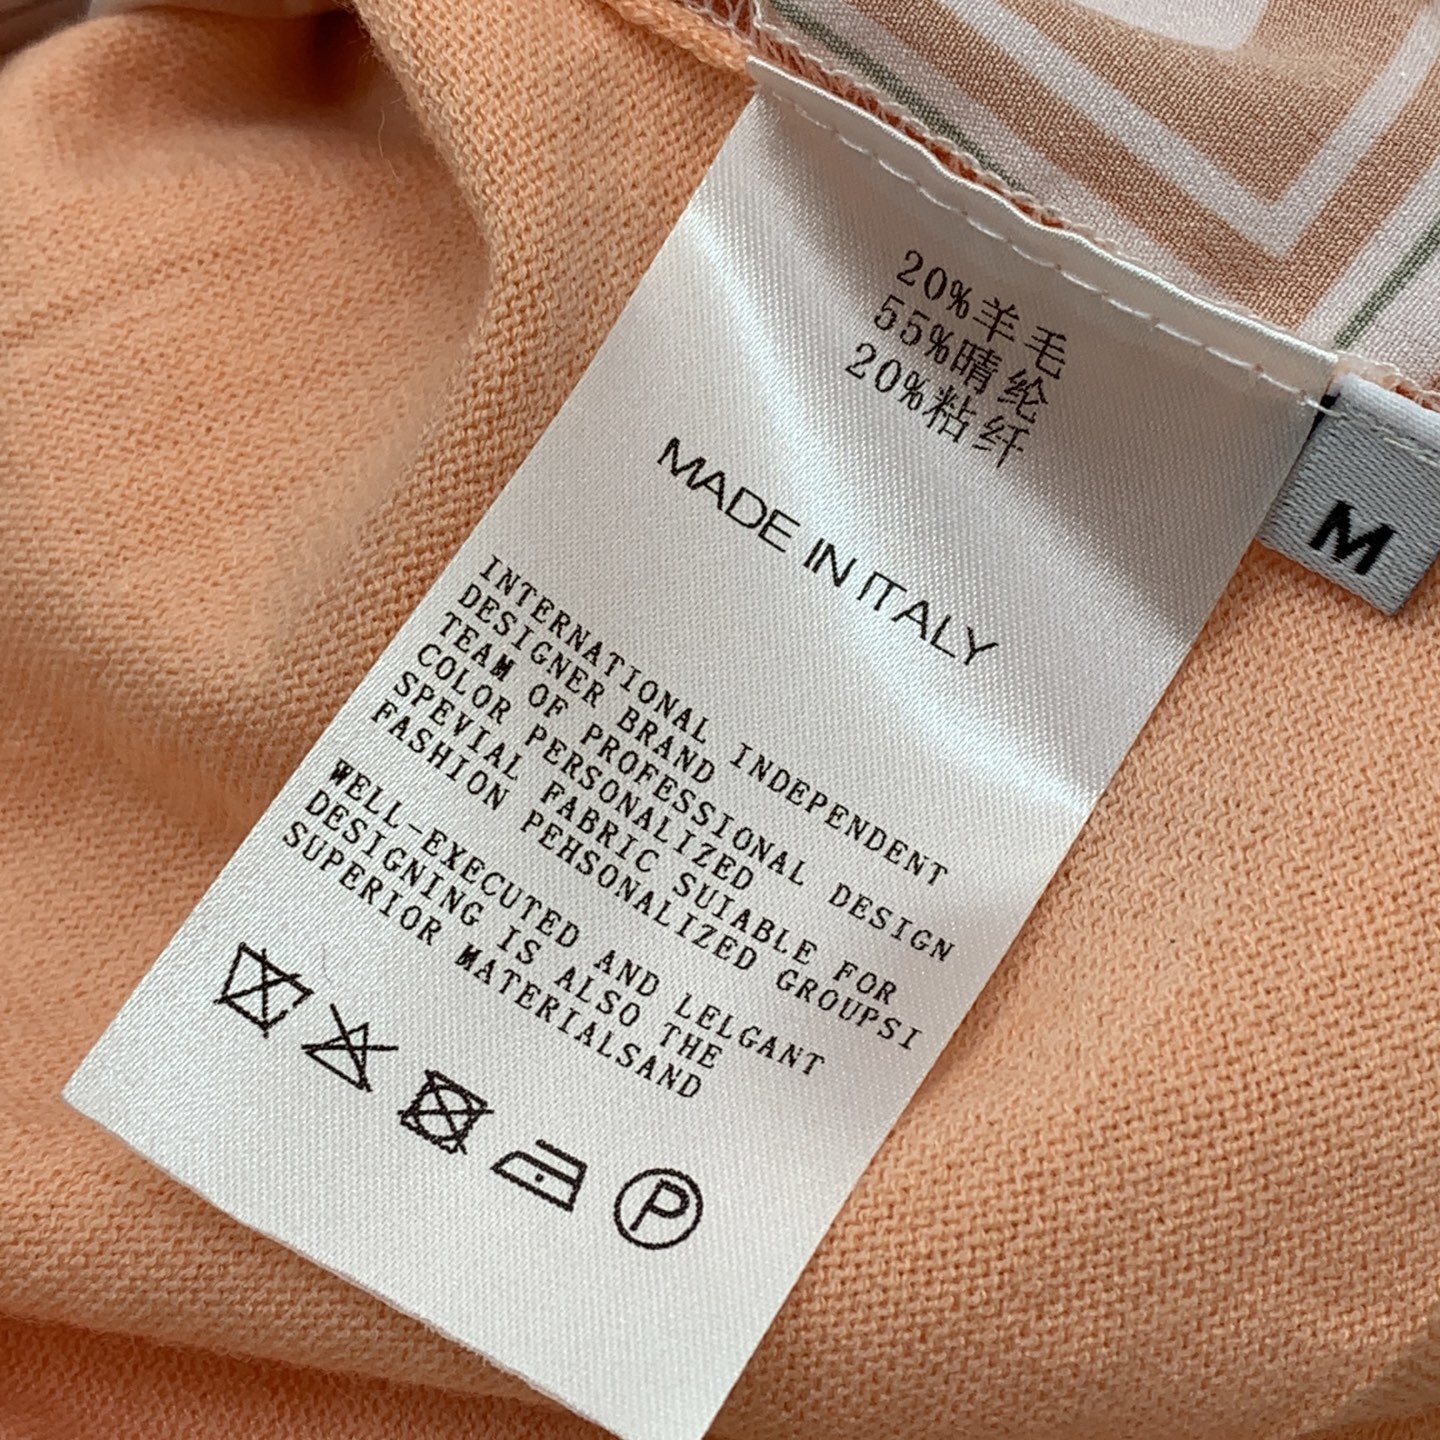 20%羊毛
55%晴纶
20%粘纤
MADE IN ITALY
M
INTERNATIONAL INDEPENDENT
DESIGNER BRAND
TEAM OF PROFESSIONAL DESIGN
COLOR PERSONALIZED
SPEVIAL FABRIC SUIABLE FOR
FASHION PEHSONALIZED GROUPSI
WELL-EXECUTED AND LELGANT
DESIGNING IS ALSO THE
SUPERIOR MATERIALSAND
P